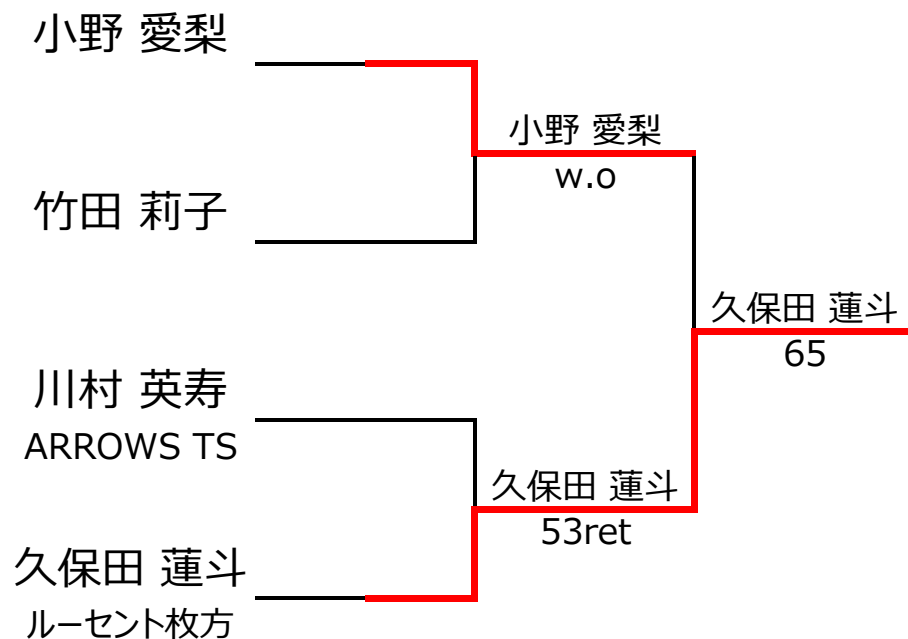 小野 愛梨
小野 愛梨
w.o
竹田 莉子
久保田 蓮斗
65
川村 英寿
ARROWS TS
久保田 蓮斗
53ret
久保田 蓮斗
ルーセント枚方